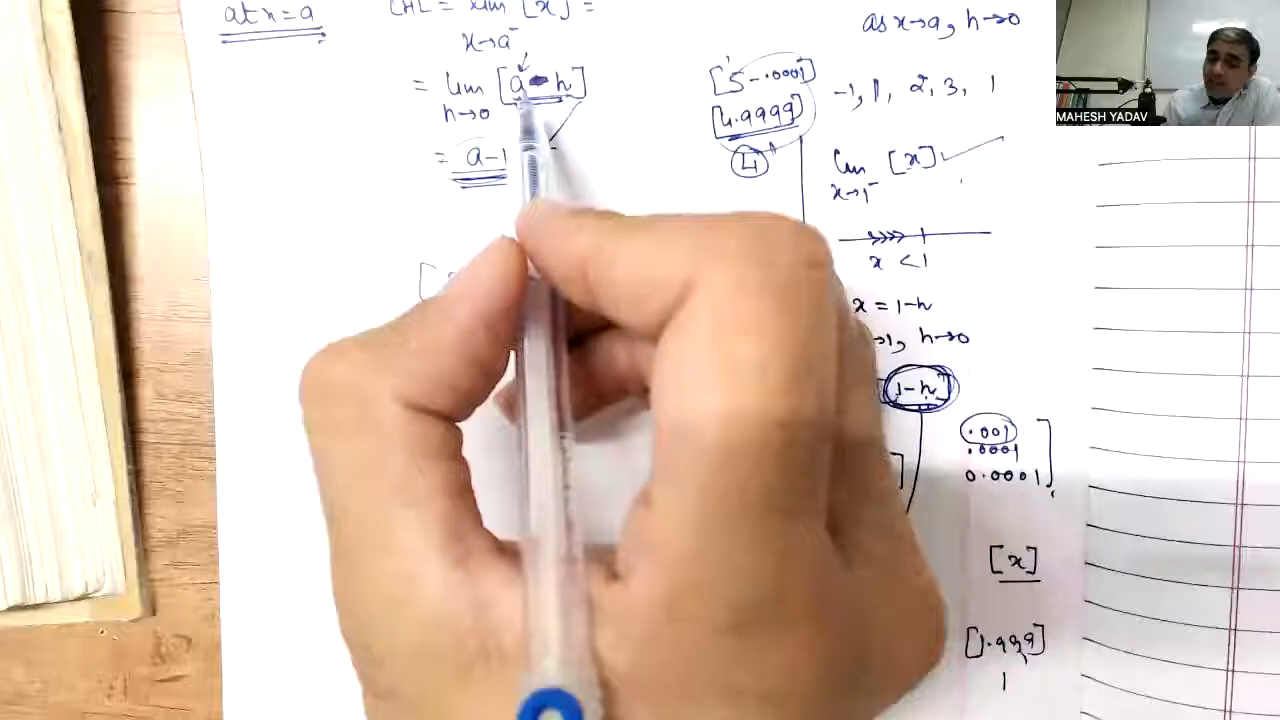 at x = a
LHL = lim [x] =
x→a⁻
= lim [a - h]
h→0
= a-1
[5 - .0001]
[4.9999]
4
as x→a, h→0
-1, 1, 2, 3, 1
lim [x]
x→1⁻
x < 1
x = 1-h
→1, h→0
1-h]
.001
.0001
0.0001
[x]
[1.999]
1
MAHESH YADAV